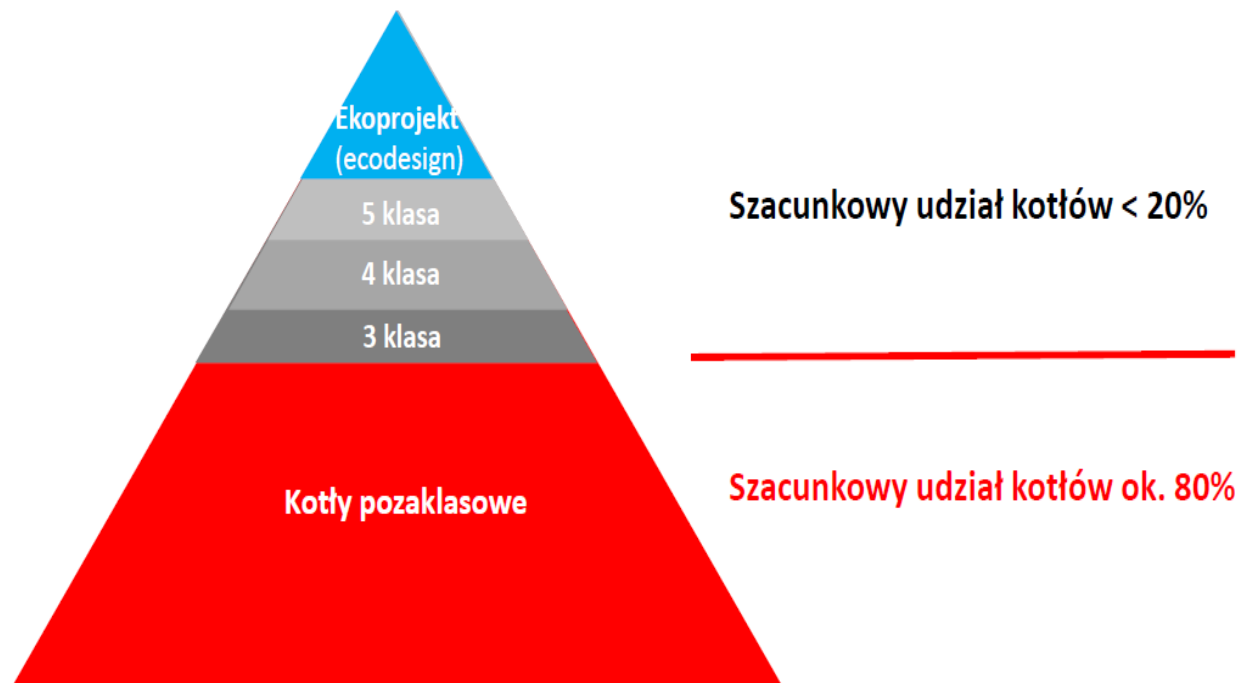 Ekoprojekt
(ecodesign)
5 klasa
4 klasa
3 klasa
Kotły pozaklasowe
Szacunkowy udział kotłów < 20%
Szacunkowy udział kotłów ok. 80%